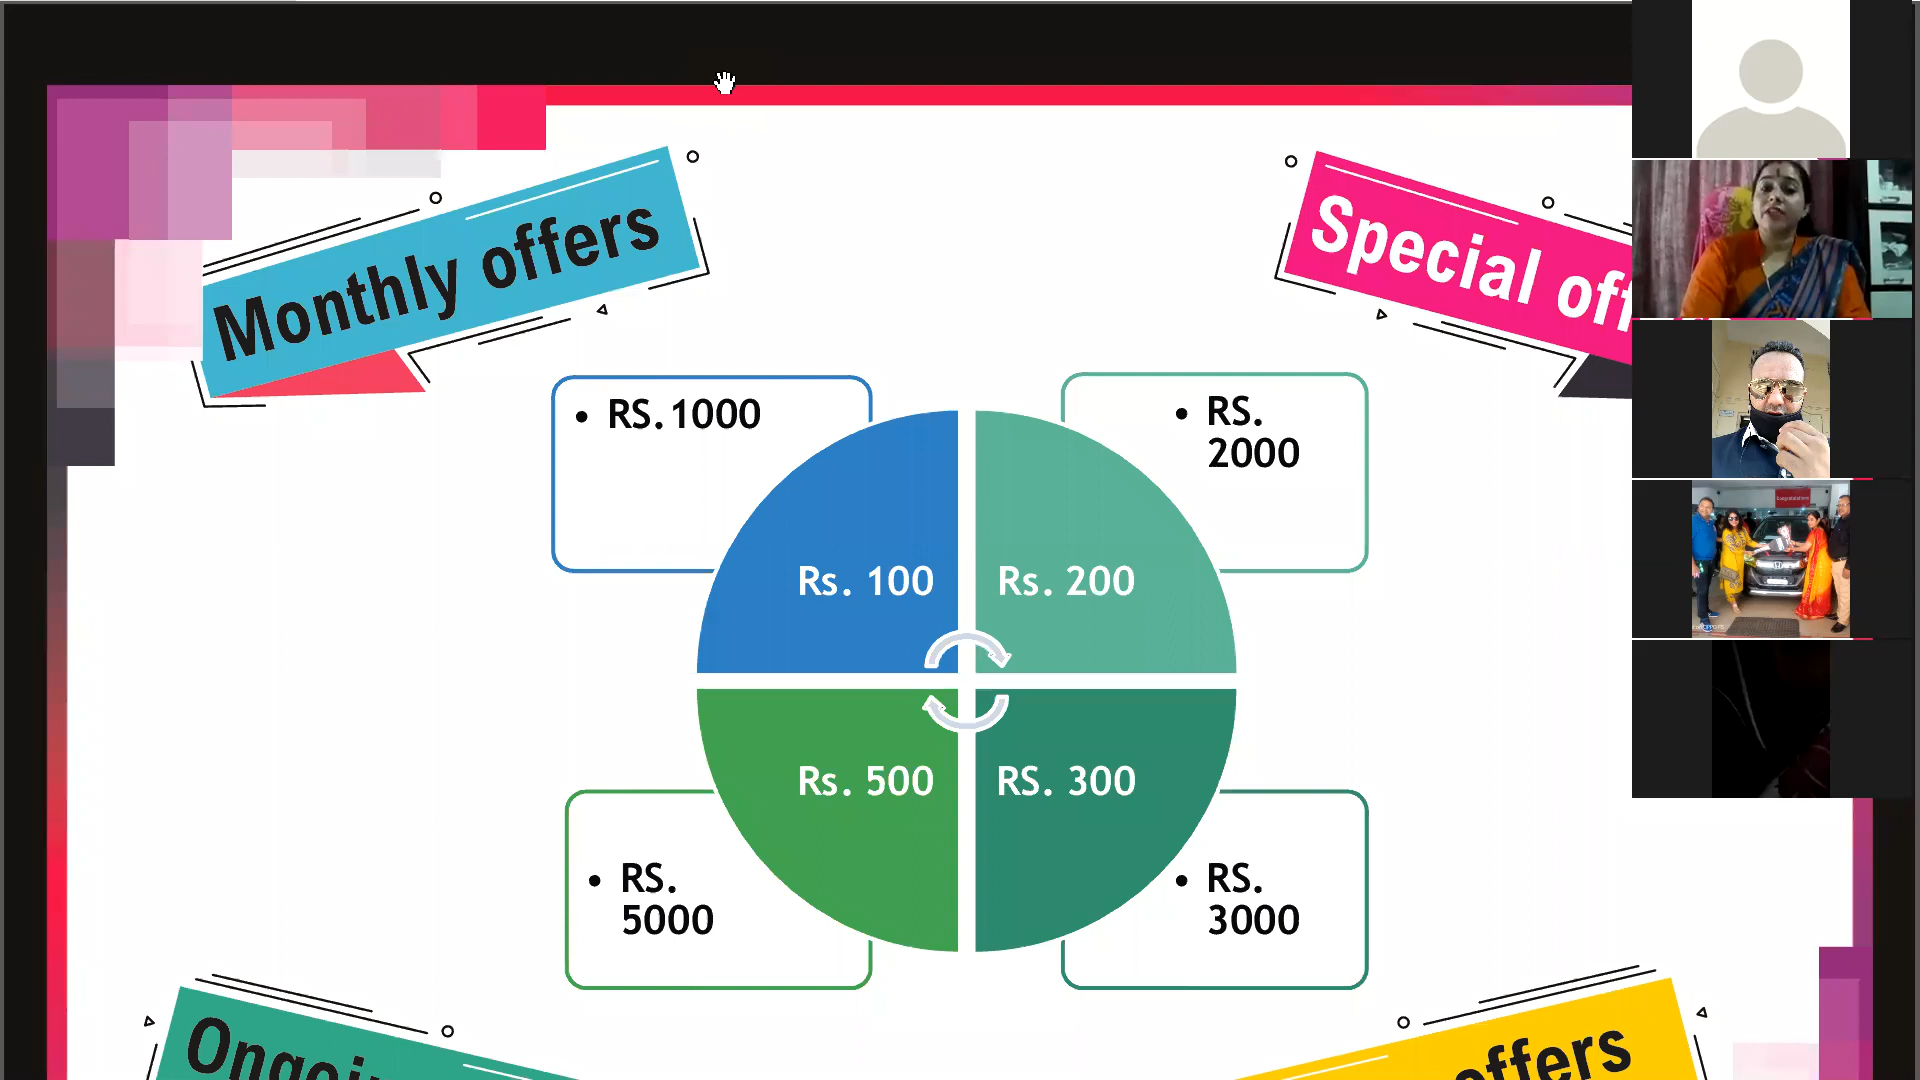 Monthly offers
Special off
• RS.1000
• RS.
2000
Rs. 100
Rs. 200
Rs. 500
RS. 300
• RS.
5000
• RS.
3000
Congratulations
offers